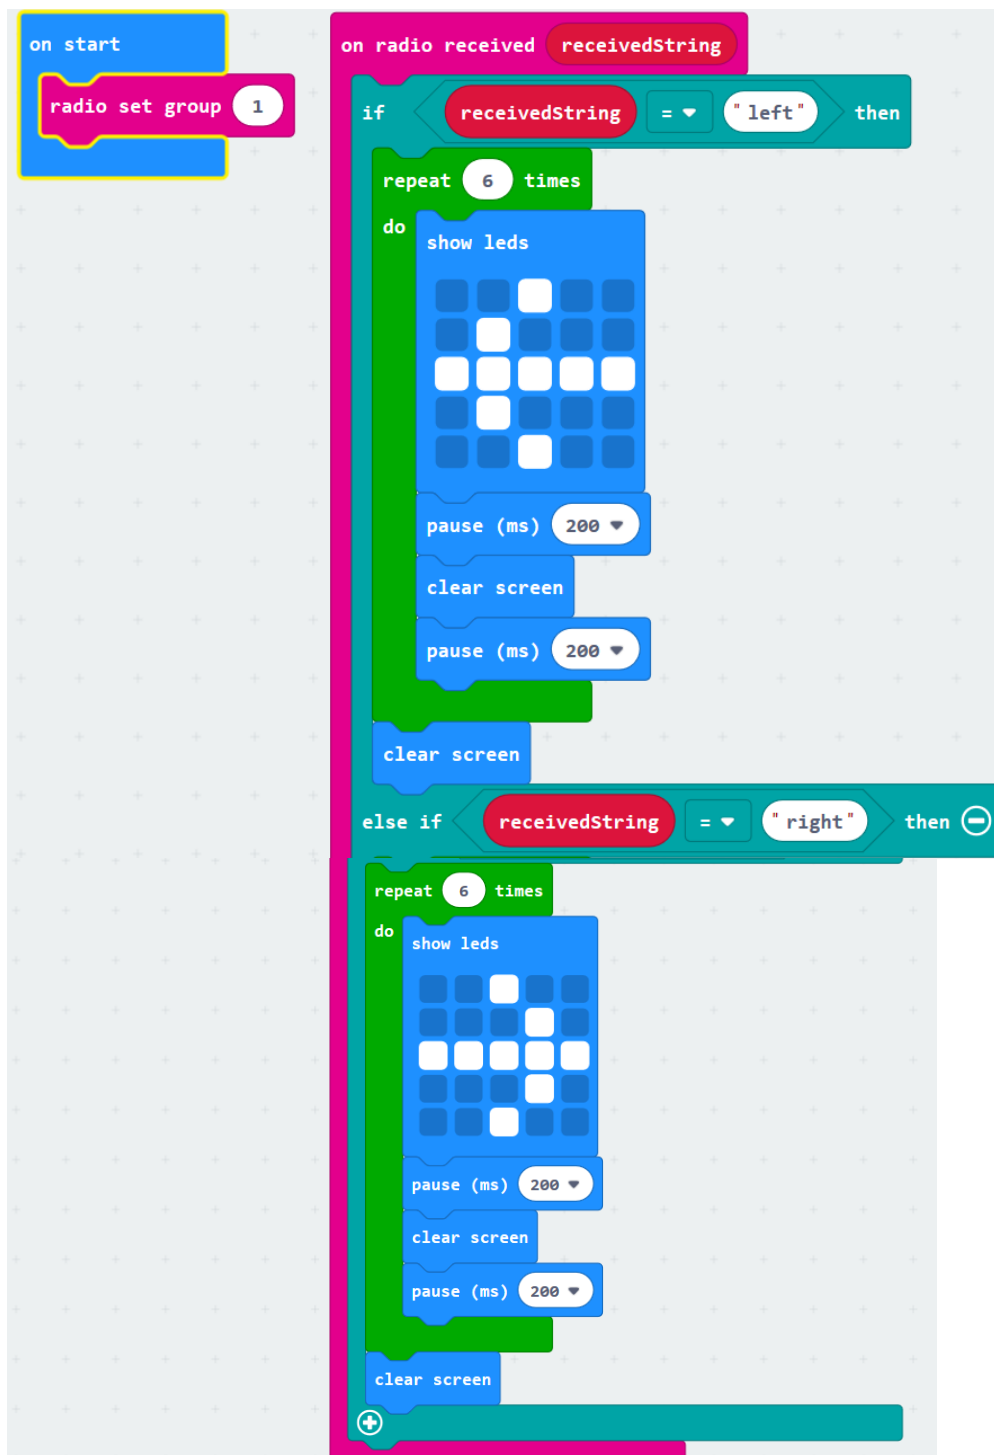 on start
radio set group 1
on radio received receivedString
if receivedString = "left" then
repeat 6 times
do
show leds
pause (ms) 200
clear screen
pause (ms) 200
clear screen
else if receivedString = "right" then
repeat 6 times
do
show leds
pause (ms) 200
clear screen
pause (ms) 200
clear screen